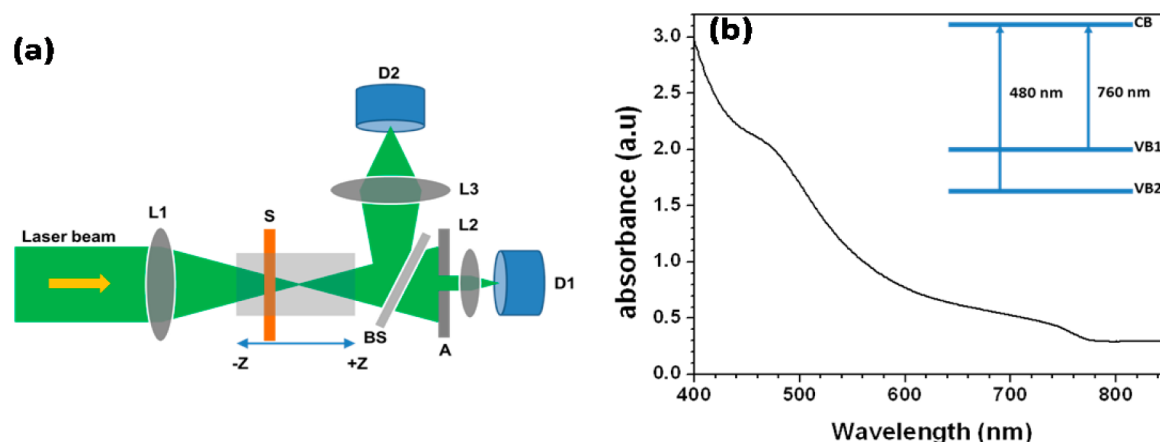 (a)
D2
L3
L1
S
L2
Laser beam
D1
BS
A
-Z
+Z
(b)
CB
480 nm
760 nm
VB1
VB2
absorbance (a.u)
3.0
2.5
2.0
1.5
1.0
0.5
0.0
400
500
600
700
800
Wavelength (nm)